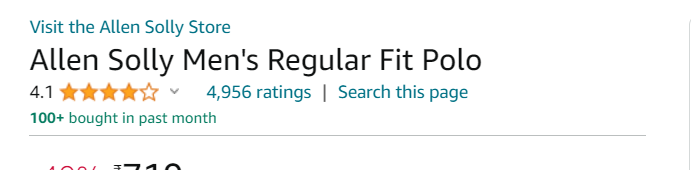 Visit the Allen Solly Store
Allen Solly Men's Regular Fit Polo
4.1 4,956 ratings | Search this page
100+ bought in past month